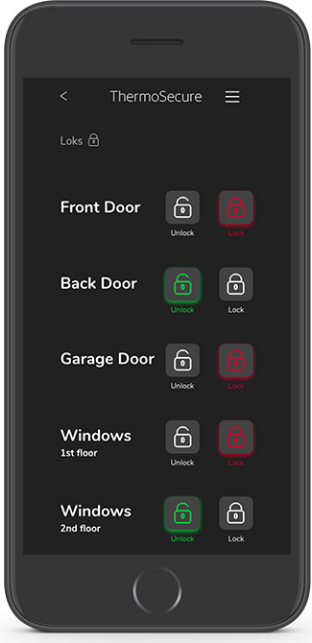 < ThermoSecure
Loks
Front Door
Unlock Lock
Back Door
Unlock Lock
Garage Door
Unlock Lock
Windows
1st floor
Unlock Lock
Windows
2nd floor
Unlock Lock